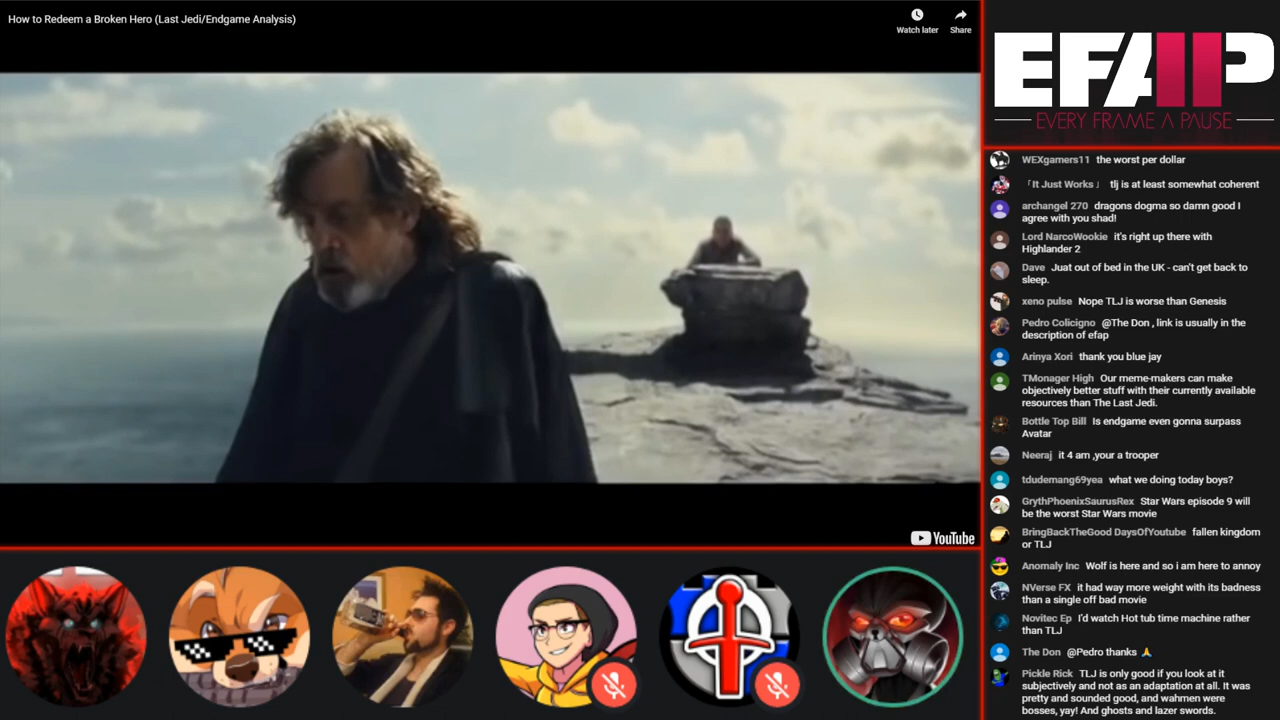 How to Redeem a Broken Hero (Last Jedi/Endgame Analysis)
Watch later
Share
YouTube
EFAP
EVERY FRAME A PAUSE
WEXgamers11 the worst per dollar
「It Just Works」 tlj is at least somewhat coherent
archangel 270 dragons dogma so damn good I
agree with you shad!
Lord NarcoWookie it's right up there with
Highlander 2
Dave Juat out of bed in the UK - can't get back to
sleep.
xeno pulse Nope TLJ is worse than Genesis
Pedro Colicigno @The Don , link is usually in the
description of efap
Arinya Xori thank you blue jay
TMonager High Our meme-makers can make
objectively better stuff with their currently available
resources than The Last Jedi.
Bottle Top Bill Is endgame even gonna surpass
Avatar
Neeraj it 4 am ,your a trooper
tdudemang69yea what we doing today boys?
GrythPhoenixSaurusRex Star Wars episode 9 will
be the worst Star Wars movie
BringBackTheGood DaysOfYoutube fallen kingdom
or TLJ
Anomaly Inc Wolf is here and so i am here to annoy
NVerse FX it had way more weight with its badness
than a single off bad movie
Novitec Ep I'd watch Hot tub time machine rather
than TLJ
The Don @Pedro thanks 🙏
Pickle Rick TLJ is only good if you look at it
subjectively and not as an adaptation at all. It was
pretty and sounded good, and wahmen were
bosses, yay! And ghosts and lazer swords.